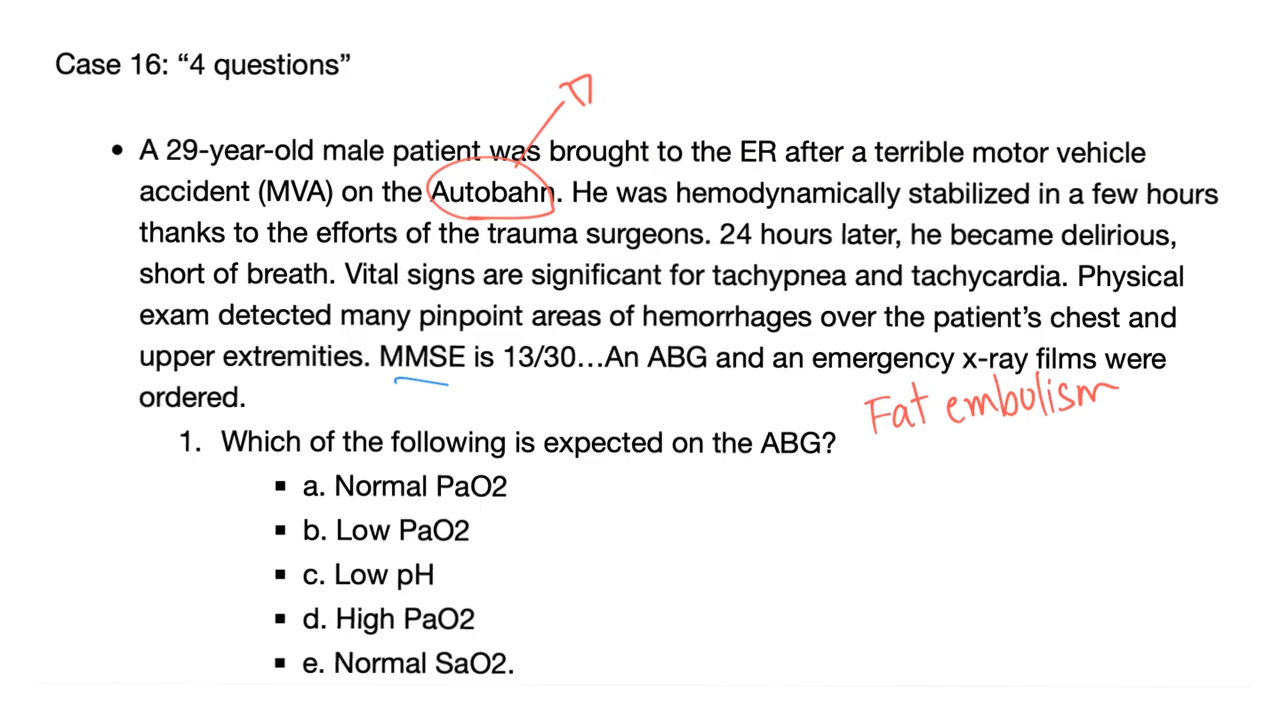 Case 16: “4 questions”
• A 29-year-old male patient was brought to the ER after a terrible motor vehicle
accident (MVA) on the Autobahn. He was hemodynamically stabilized in a few hours
thanks to the efforts of the trauma surgeons. 24 hours later, he became delirious,
short of breath. Vital signs are significant for tachypnea and tachycardia. Physical
exam detected many pinpoint areas of hemorrhages over the patient’s chest and
upper extremities. MMSE is 13/30...An ABG and an emergency x-ray films were
ordered.
Fat embolism
1. Which of the following is expected on the ABG?
▪ a. Normal PaO2
▪ b. Low PaO2
▪ c. Low pH
▪ d. High PaO2
▪ e. Normal SaO2.